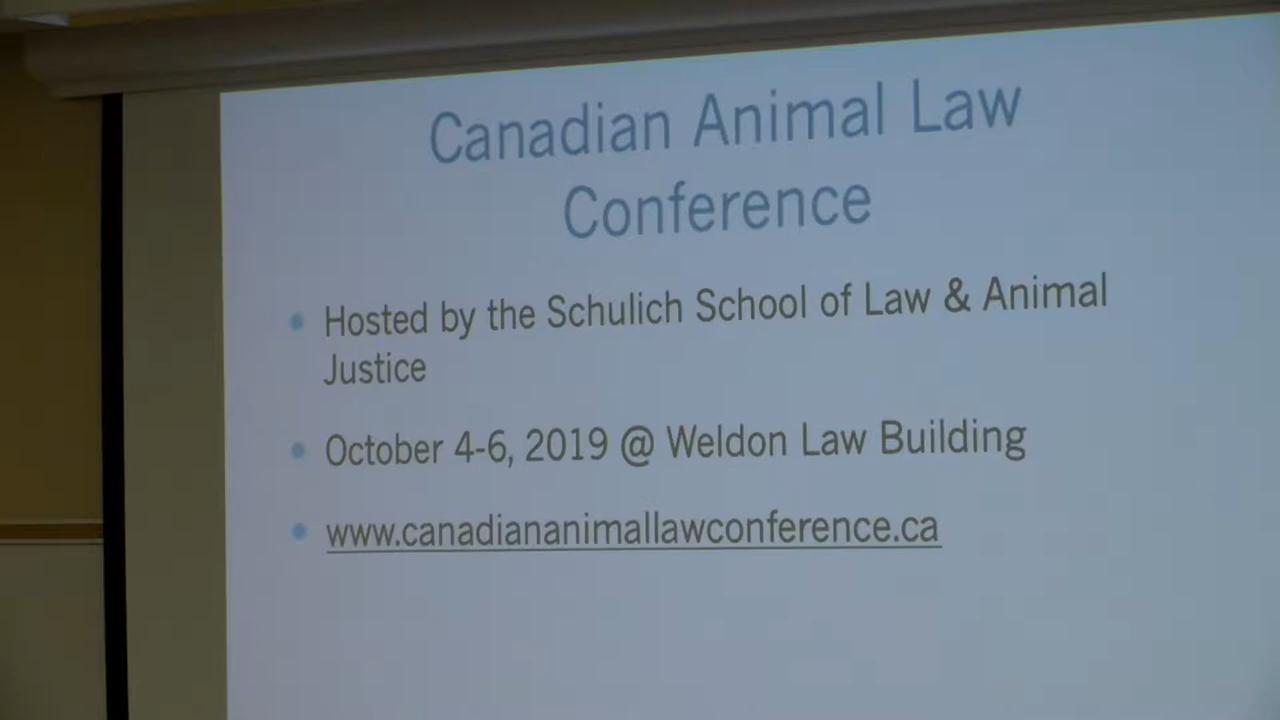 Canadian Animal Law
Conference
• Hosted by the Schulich School of Law & Animal
Justice
• October 4-6, 2019 @ Weldon Law Building
• www.canadiananimallawconference.ca